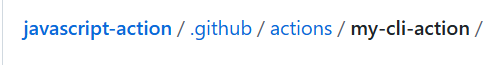 javascript-action / .github / actions / my-cli-action /